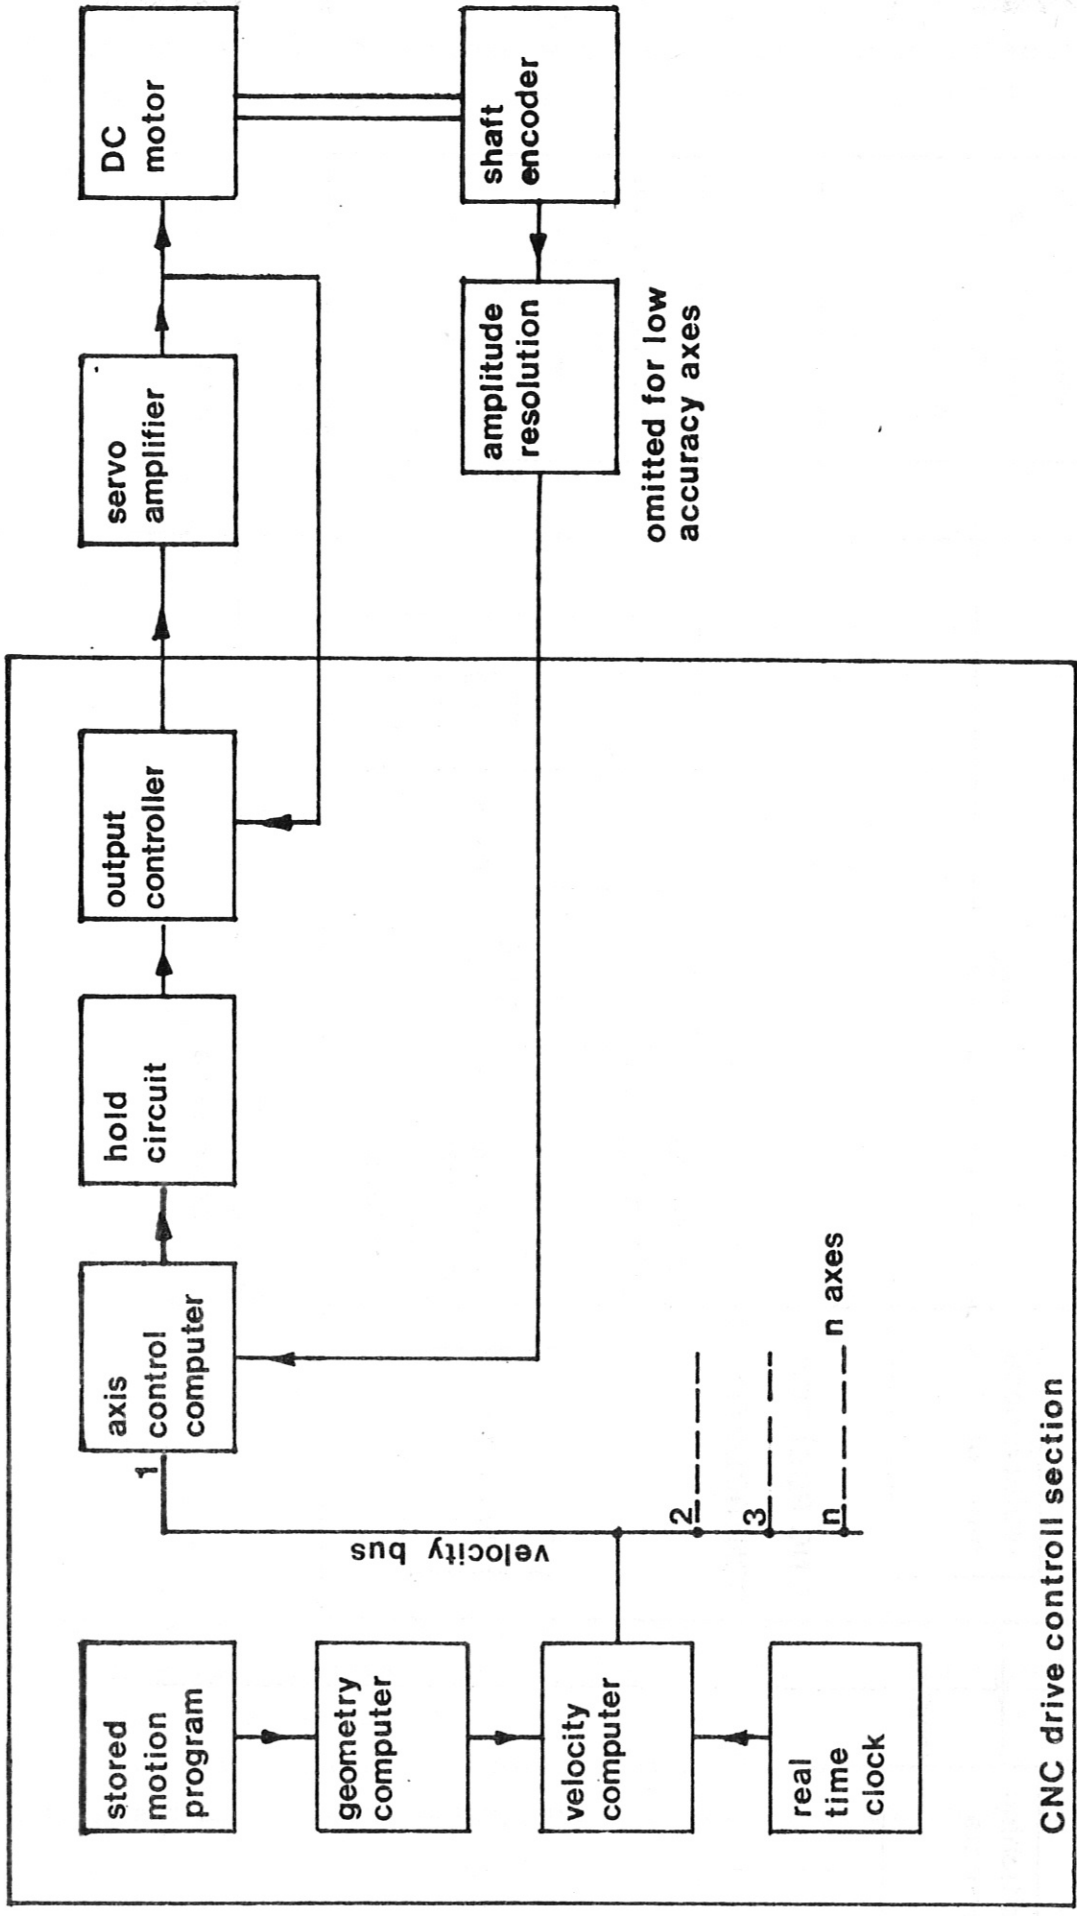 stored
motion
program
geometry
computer
velocity
computer
real
time
clock
velocity bus
1
2
3
n
n axes
axis
control
computer
hold
circuit
output
controller
servo
amplifier
DC
motor
shaft
encoder
amplitude
resolution
omitted for low
accuracy axes
CNC drive controll section